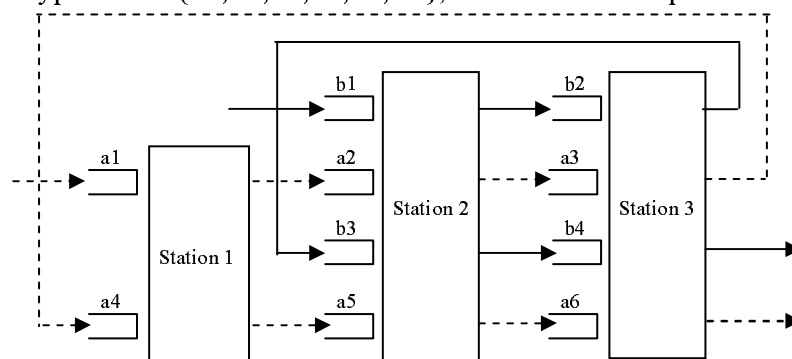 b1 b2
a1 a2 a3
Station 2 Station 3
b3 b4
Station 1
a4 a5 a6